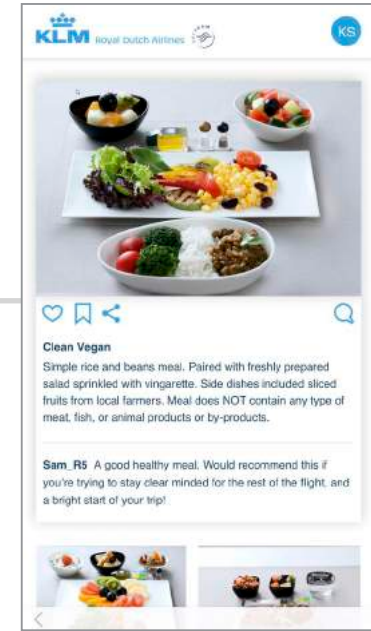 KLM Royal Dutch Airlines
KS
Clean Vegan
Simple rice and beans meal. Paired with freshly prepared
salad sprinkled with vingarette. Side dishes included sliced
fruits from local farmers. Meal does NOT contain any type of
meat, fish, or animal products or by-products.
Sam_R5 A good healthy meal. Would recommend this if
you're trying to stay clear minded for the rest of the flight, and
a bright start of your trip!